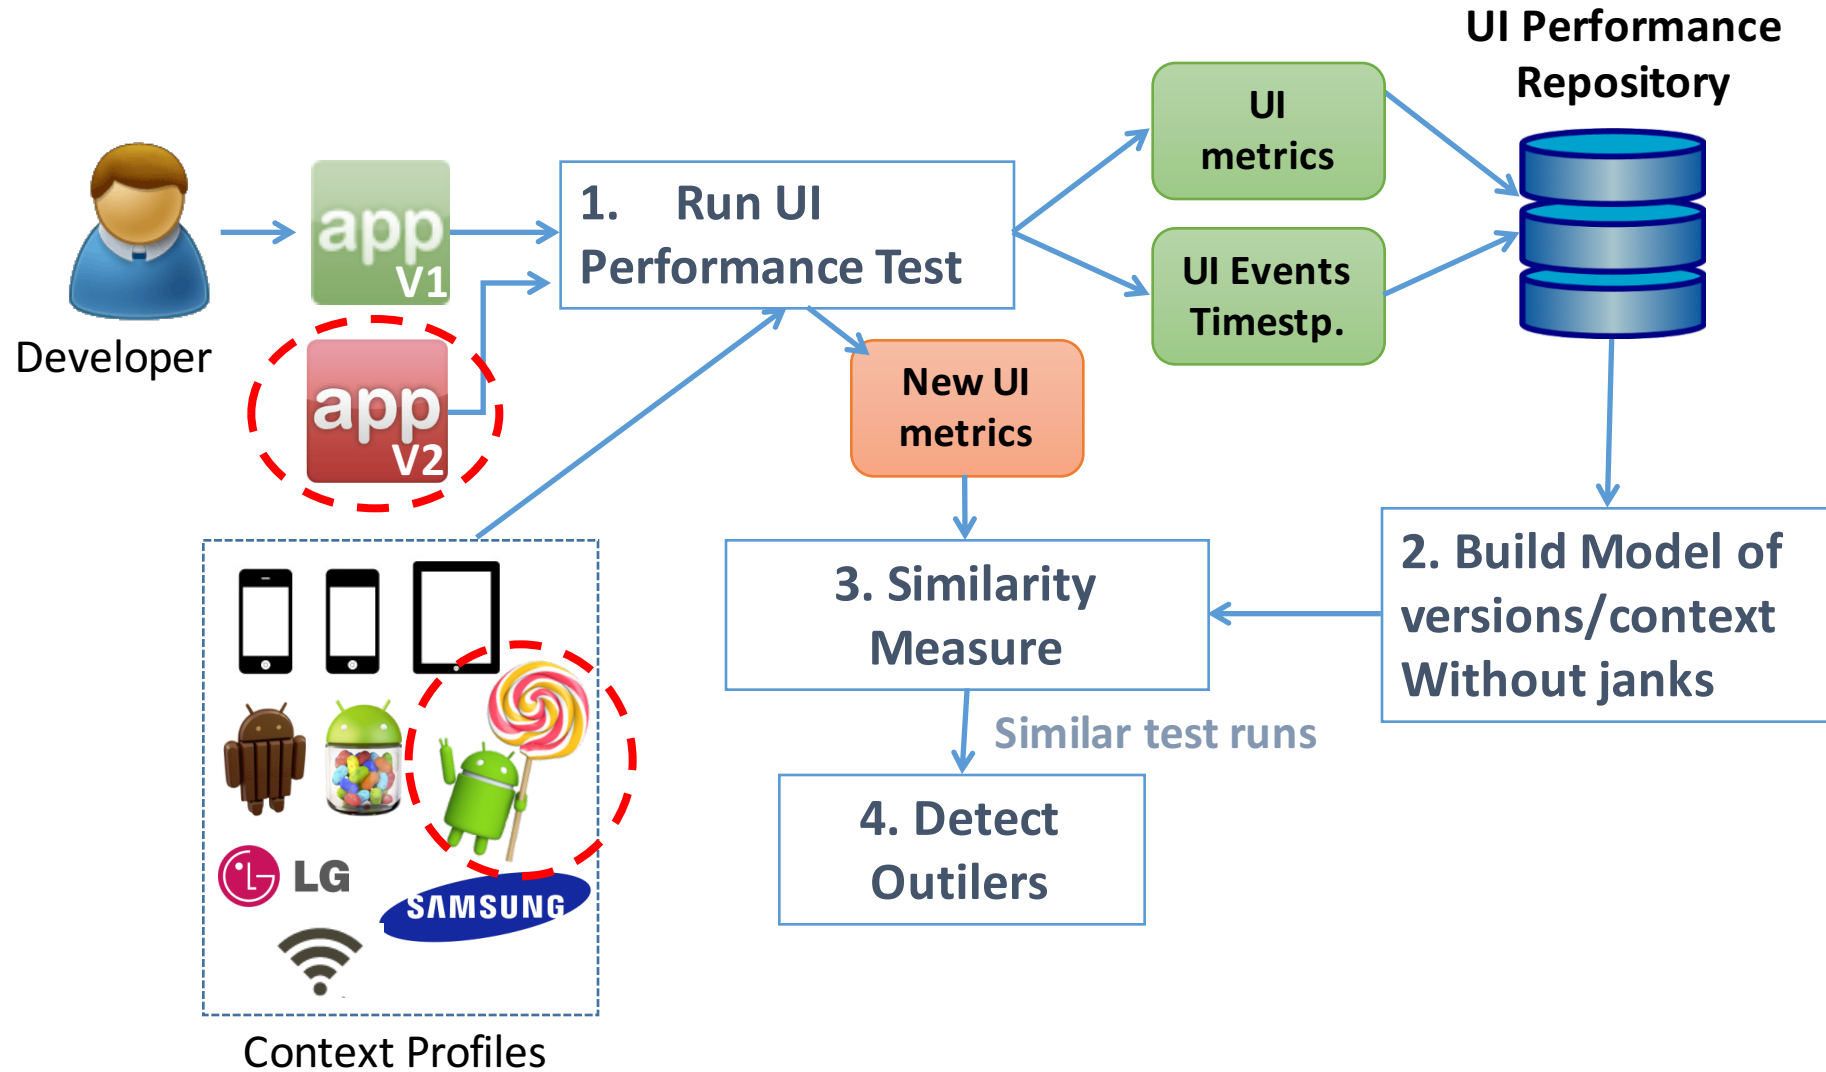 UI Performance
Repository
UI
metrics
app
V1
1. Run UI
Performance Test
UI Events
Timestp.
Developer
app
V2
New UI
metrics
3. Similarity
Measure
2. Build Model of
versions/context
Without janks
Similar test runs
4. Detect
Outilers
LG LG
SAMSUNG
Context Profiles